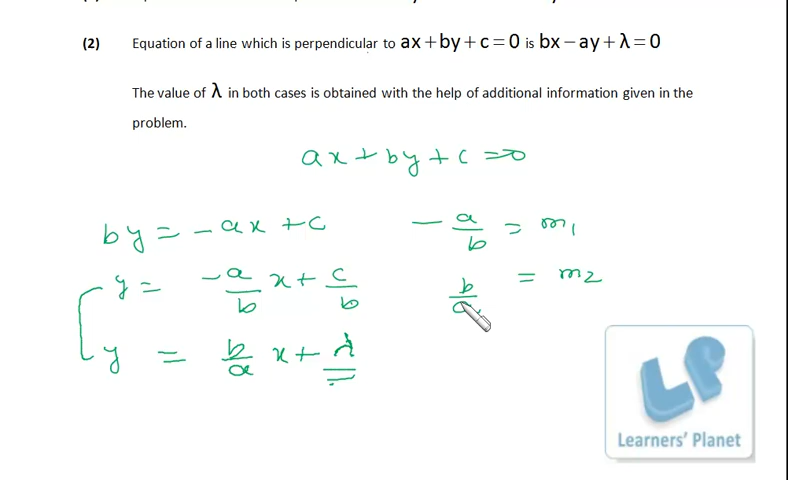 (2) Equation of a line which is perpendicular to ax+by+c=0 is bx−ay+λ=0
The value of λ in both cases is obtained with the help of additional information given in the
problem.
ax+by+c=0
by = -ax+c
-a/b = m1
y = -a/b x + c/b
b/a = m2
y = b/a x + λ
LP
Learners' Planet